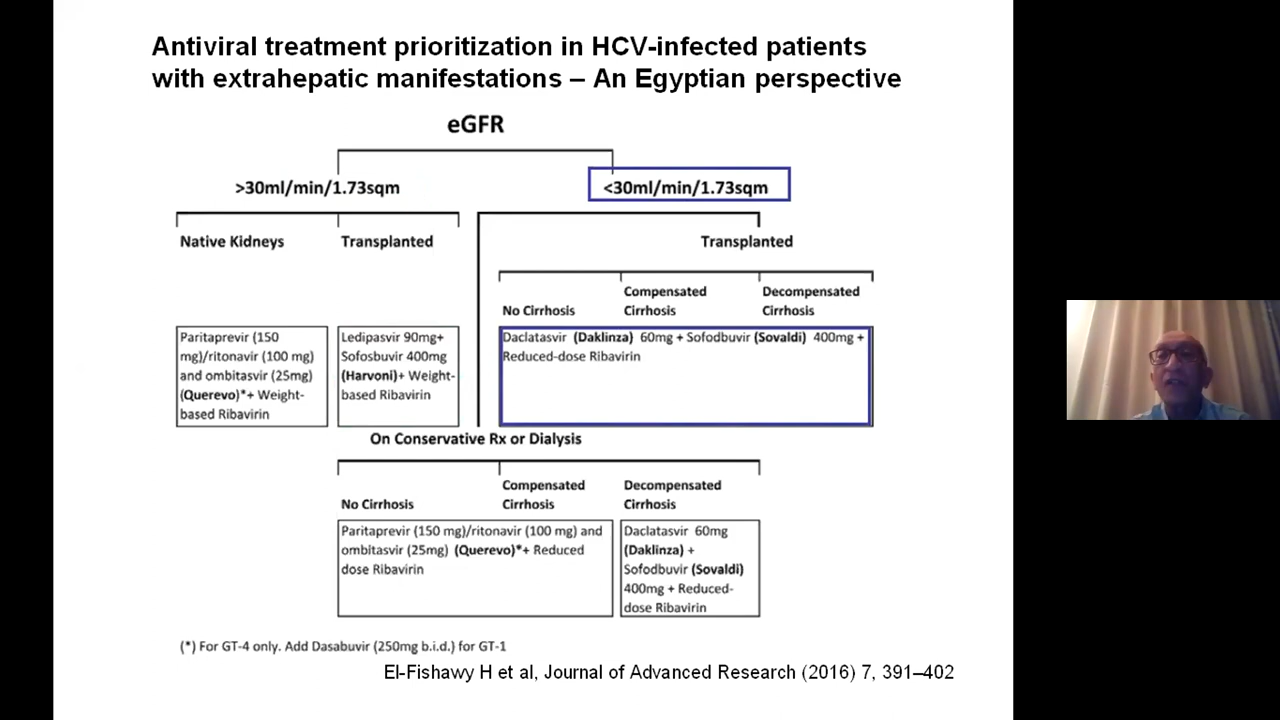 Antiviral treatment prioritization in HCV-infected patients
with extrahepatic manifestations – An Egyptian perspective
eGFR
>30ml/min/1.73sqm
<30ml/min/1.73sqm
Native Kidneys
Transplanted
Transplanted
No Cirrhosis
Compensated
Cirrhosis
Decompensated
Cirrhosis
Paritaprevir (150
mg)/ritonavir (100 mg)
and ombitasvir (25mg)
(Querevo)*+ Weight-
based Ribavirin
Ledipasvir 90mg+
Sofosbuvir 400mg
(Harvoni)+ Weight-
based Ribavirin
Daclatasvir (Daklinza) 60mg + Sofodbuvir (Sovaldi) 400mg +
Reduced-dose Ribavirin
On Conservative Rx or Dialysis
No Cirrhosis
Compensated
Cirrhosis
Decompensated
Cirrhosis
Paritaprevir (150 mg)/ritonavir (100 mg) and
ombitasvir (25mg) (Querevo)*+ Reduced
dose Ribavirin
Daclatasvir 60mg
(Daklinza) +
Sofodbuvir (Sovaldi)
400mg + Reduced-
dose Ribavirin
(*) For GT-4 only. Add Dasabuvir (250mg b.i.d.) for GT-1
El-Fishawy H et al, Journal of Advanced Research (2016) 7, 391–402